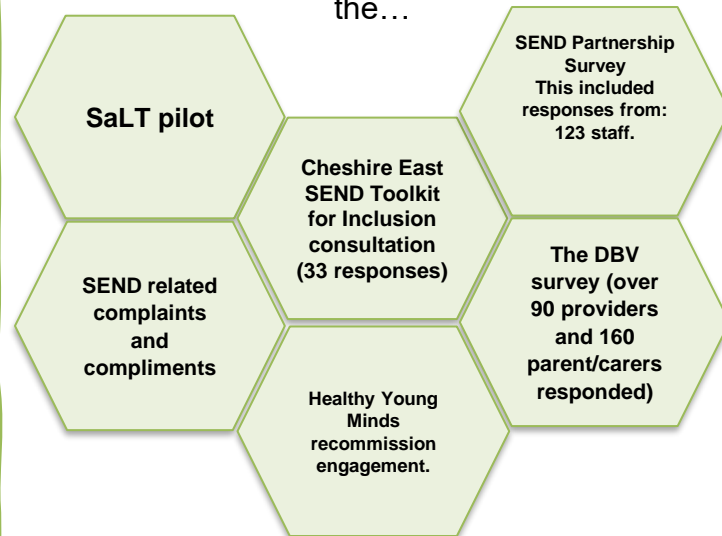 the…
SaLT pilot
SEND Partnership
Survey
This included
responses from:
123 staff.
Cheshire East
SEND Toolkit
for Inclusion
consultation
(33 responses)
SEND related
complaints
and
compliments
The DBV
survey (over
90 providers
and 160
parent/carers
responded)
Healthy Young
Minds
recommission
engagement.